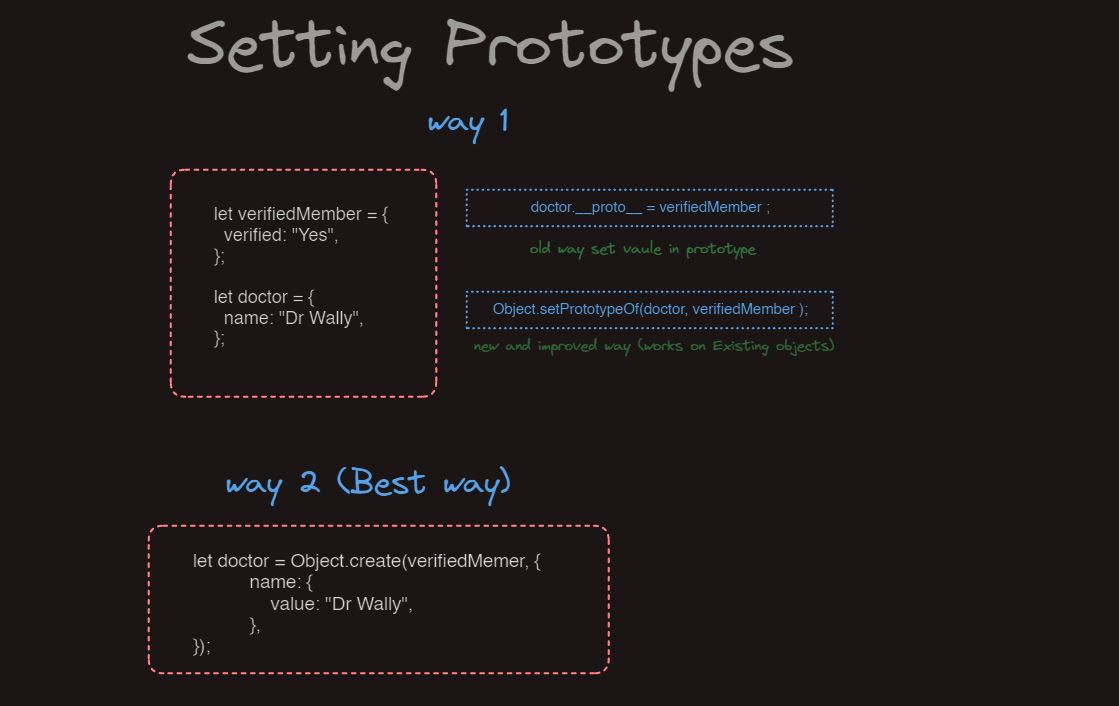 Setting Prototypes
way 1
let verifiedMember = {
verified: "Yes",
};
let doctor = {
name: "Dr Wally",
};
doctor.__proto__ = verifiedMember ;
old way set vaule in prototype
Object.setPrototypeOf(doctor, verifiedMember );
new and improved way (works on Existing objects)
way 2 (Best way)
let doctor = Object.create(verifiedMemer, {
name: {
value: "Dr Wally",
},
});